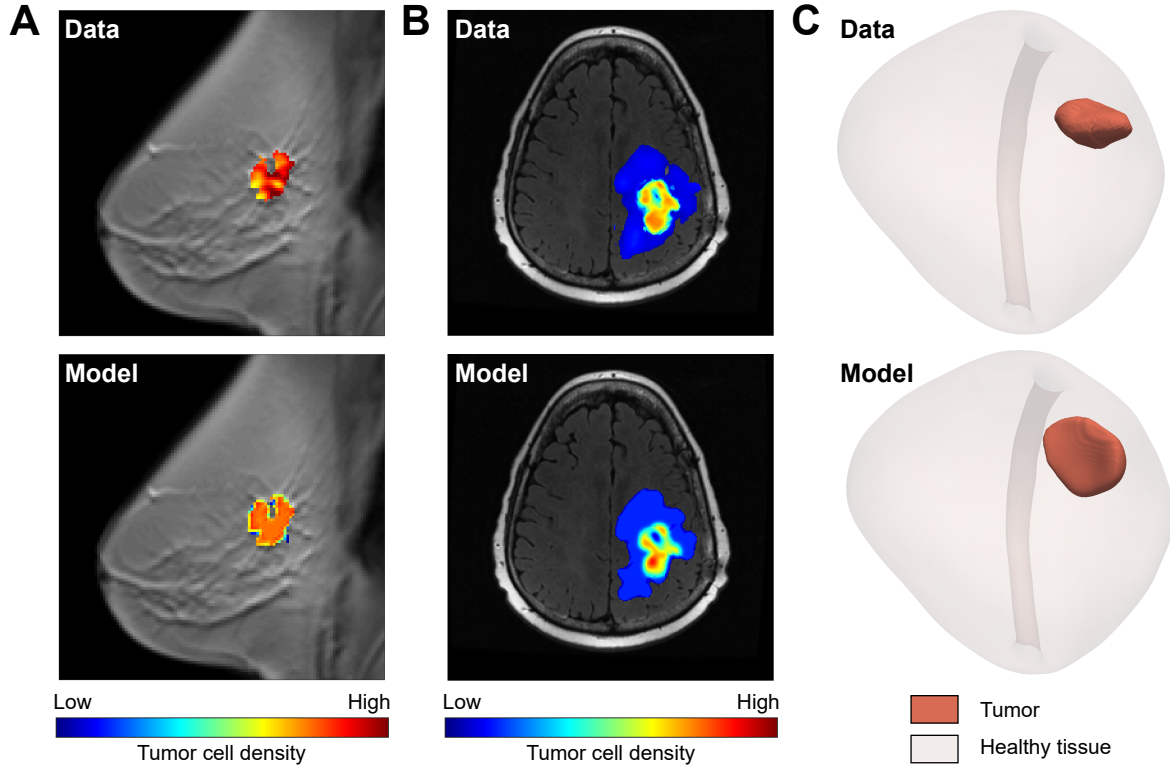 A
Data
B
Data
C
Data
Model
Model
Model
Low
High
Tumor cell density
Low
High
Tumor cell density
Tumor
Healthy tissue